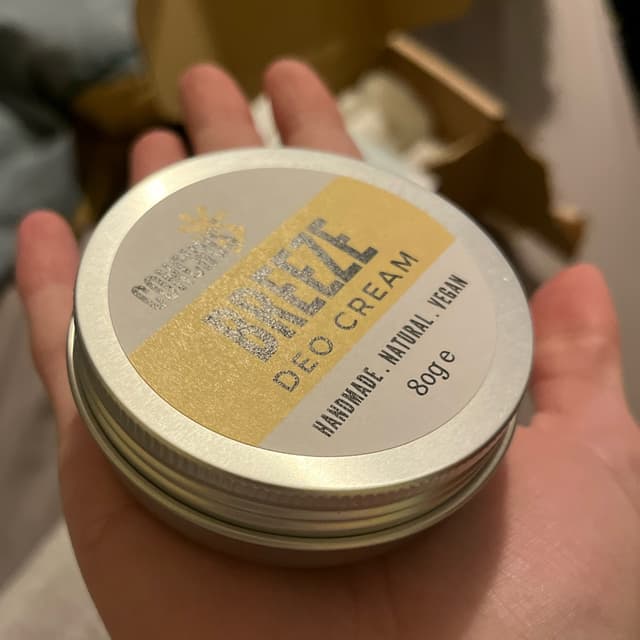 BREEZE
DEO CREAM
HANDMADE . NATURAL . VEGAN
80g e